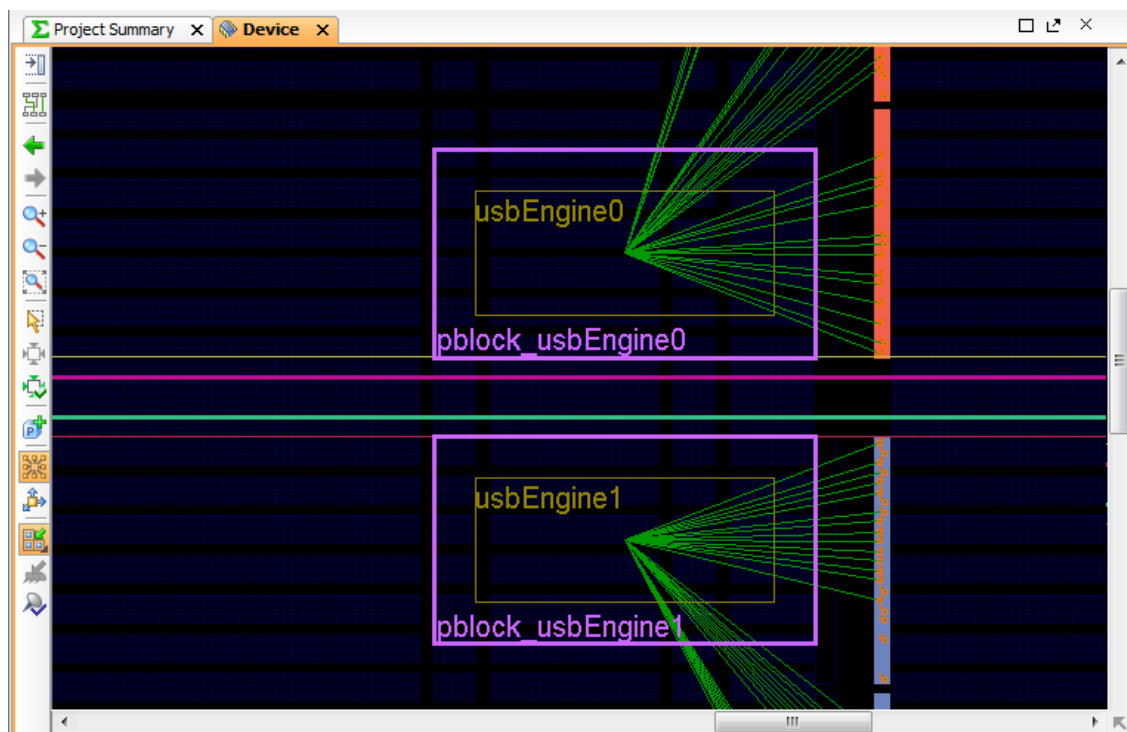 Project Summary
Device
usbEngine0
pblock_usbEngine0
usbEngine1
pblock_usbEngine1